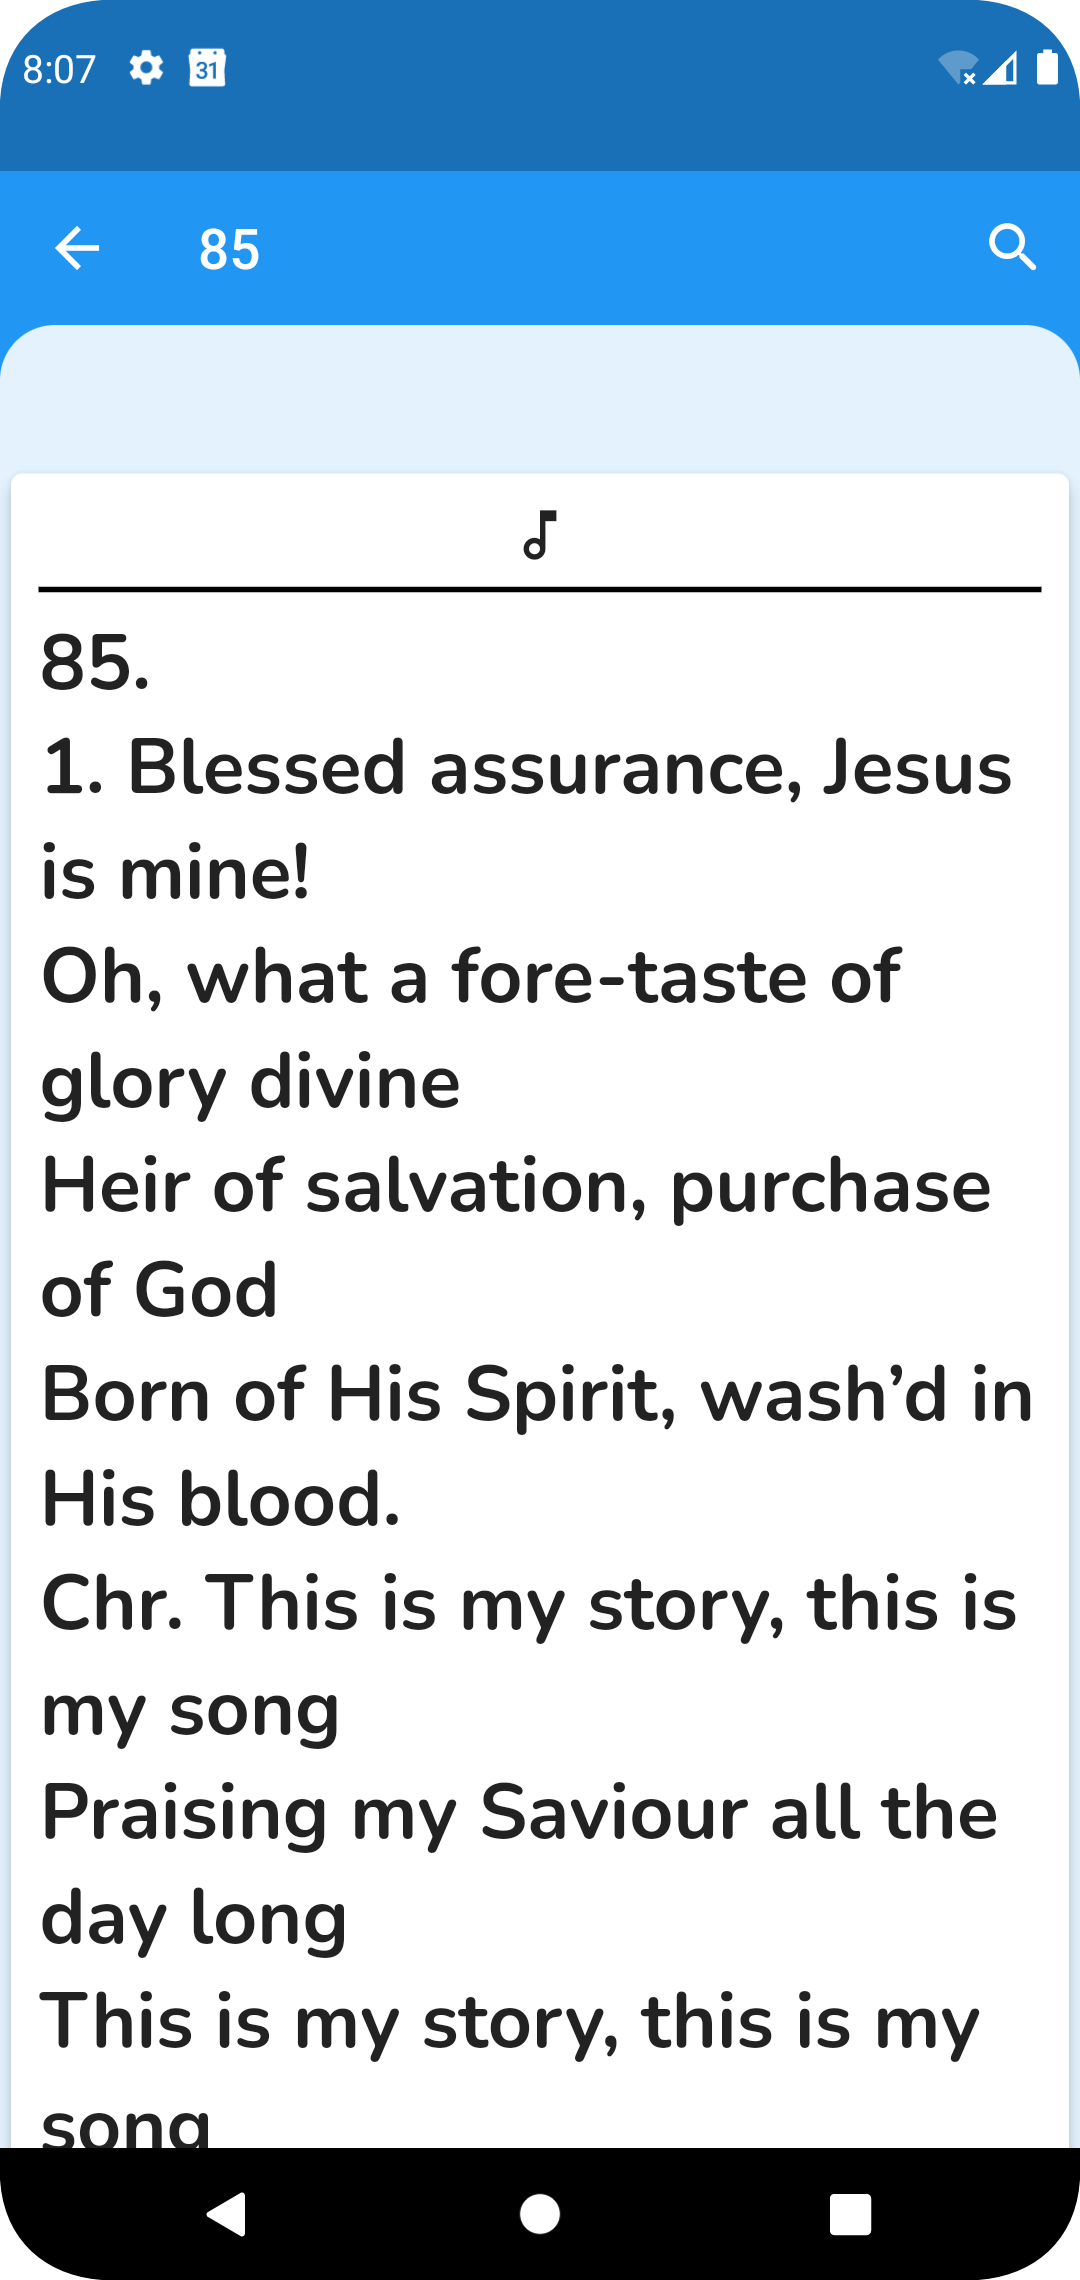 8:07
31
85
85.
1. Blessed assurance, Jesus
is mine!
Oh, what a fore-taste of
glory divine
Heir of salvation, purchase
of God
Born of His Spirit, wash’d in
His blood.
Chr. This is my story, this is
my song
Praising my Saviour all the
day long
This is my story, this is my
song